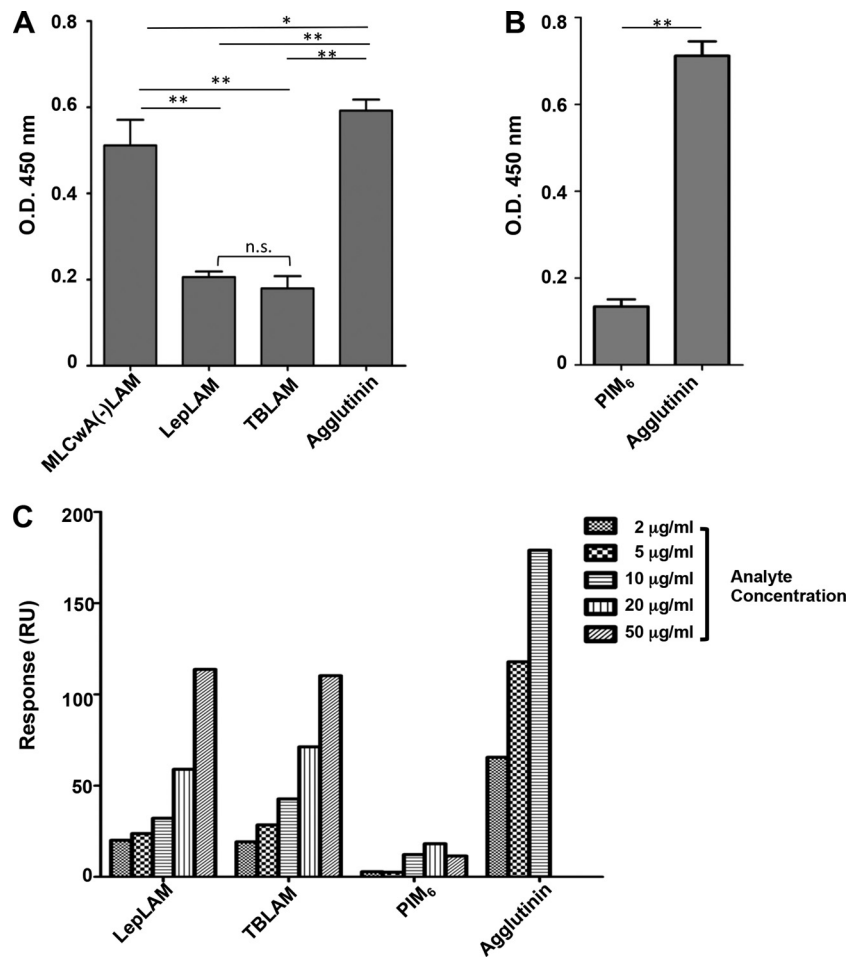 A
0.8
0.6
0.4
0.2
0
O.D. 450 nm
*
**
**
**
**
n.s.
MLCwA(-)LAM
LepLAM
TBLAM
Agglutinin
B
0.8
0.6
0.4
0.2
0
O.D. 450 nm
**
PIM6
Agglutinin
C
200
150
100
50
0
Response (RU)
LepLAM
TBLAM
PIM6
Agglutinin
2 μg/ml
5 μg/ml
10 μg/ml
20 μg/ml
50 μg/ml
Analyte
Concentration